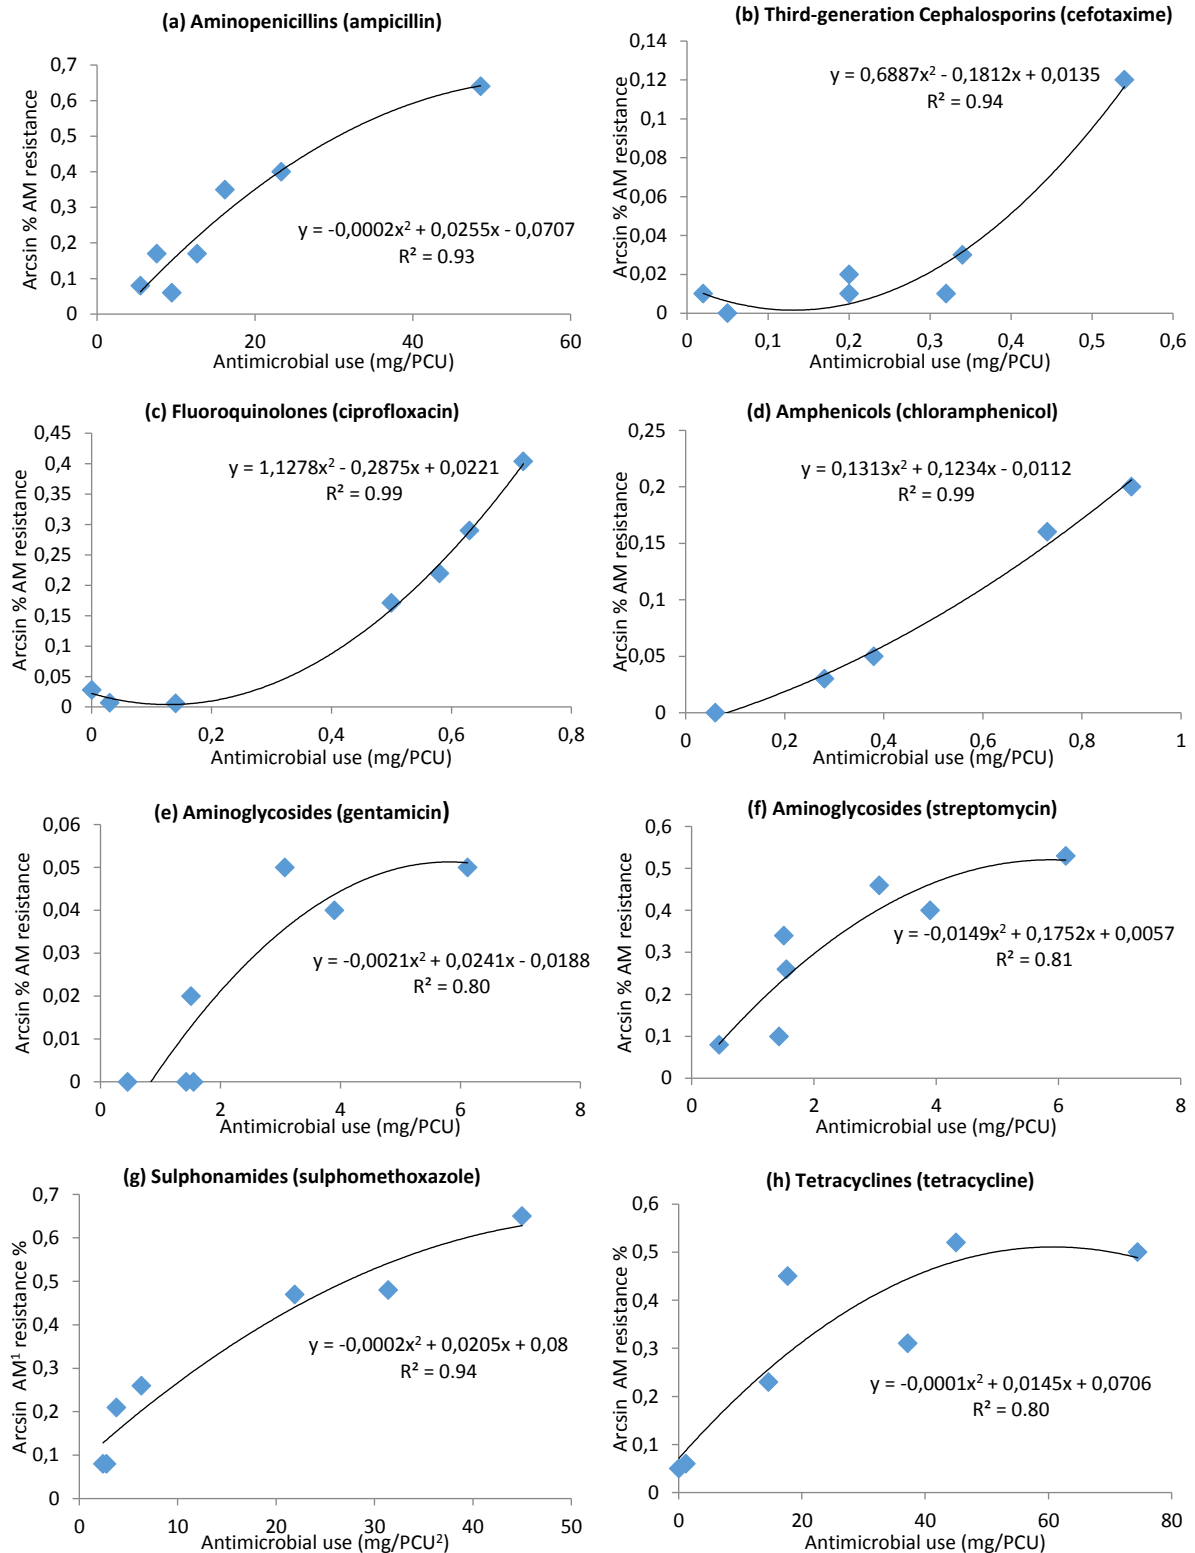 (a) Aminopenicillins (ampicillin)
0,7
0,6
0,5
0,4
0,3
0,2
0,1
0
Arcsin % AM resistance
y = -0,0002x² + 0,0255x - 0,0707
R² = 0.93
0 20 40 60
Antimicrobial use (mg/PCU)
(b) Third-generation Cephalosporins (cefotaxime)
0,14
0,12
0,1
0,08
0,06
0,04
0,02
0
Arcsin % AM resistance
y = 0,6887x² - 0,1812x + 0,0135
R² = 0.94
0 0,1 0,2 0,3 0,4 0,5 0,6
Antimicrobial use (mg/PCU)
(c) Fluoroquinolones (ciprofloxacin)
0,45
0,4
0,35
0,3
0,25
0,2
0,15
0,1
0,05
0
Arcsin % AM resistance
y = 1,1278x² - 0,2875x + 0,0221
R² = 0.99
0 0,2 0,4 0,6 0,8
Antimicrobial use (mg/PCU)
(d) Amphenicols (chloramphenicol)
0,25
0,2
0,15
0,1
0,05
0
Arcsin % AM resistance
y = 0,1313x² + 0,1234x - 0,0112
R² = 0.99
0 0,2 0,4 0,6 0,8 1
Antimicrobial use (mg/PCU)
(e) Aminoglycosides (gentamicin)
0,06
0,05
0,04
0,03
0,02
0,01
0
Arcsin % AM resistance
y = -0,0021x² + 0,0241x - 0,0188
R² = 0.80
0 2 4 6 8
Antimicrobial use (mg/PCU)
(f) Aminoglycosides (streptomycin)
0,6
0,5
0,4
0,3
0,2
0,1
0
Arcsin % AM resistance
y = -0,0149x² + 0,1752x + 0,0057
R² = 0.81
0 2 4 6 8
Antimicrobial use (mg/PCU)
(g) Sulphonamides (sulphomethoxazole)
0,7
0,6
0,5
0,4
0,3
0,2
0,1
0
Arcsin AM¹ resistance %
y = -0,0002x² + 0,0205x + 0,08
R² = 0.94
0 10 20 30 40 50
Antimicrobial use (mg/PCU²)
(h) Tetracyclines (tetracycline)
0,6
0,5
0,4
0,3
0,2
0,1
0
Arcsin AM resistance %
y = -0,0001x² + 0,0145x + 0,0706
R² = 0.80
0 20 40 60 80
Antimicrobial use (mg/PCU)